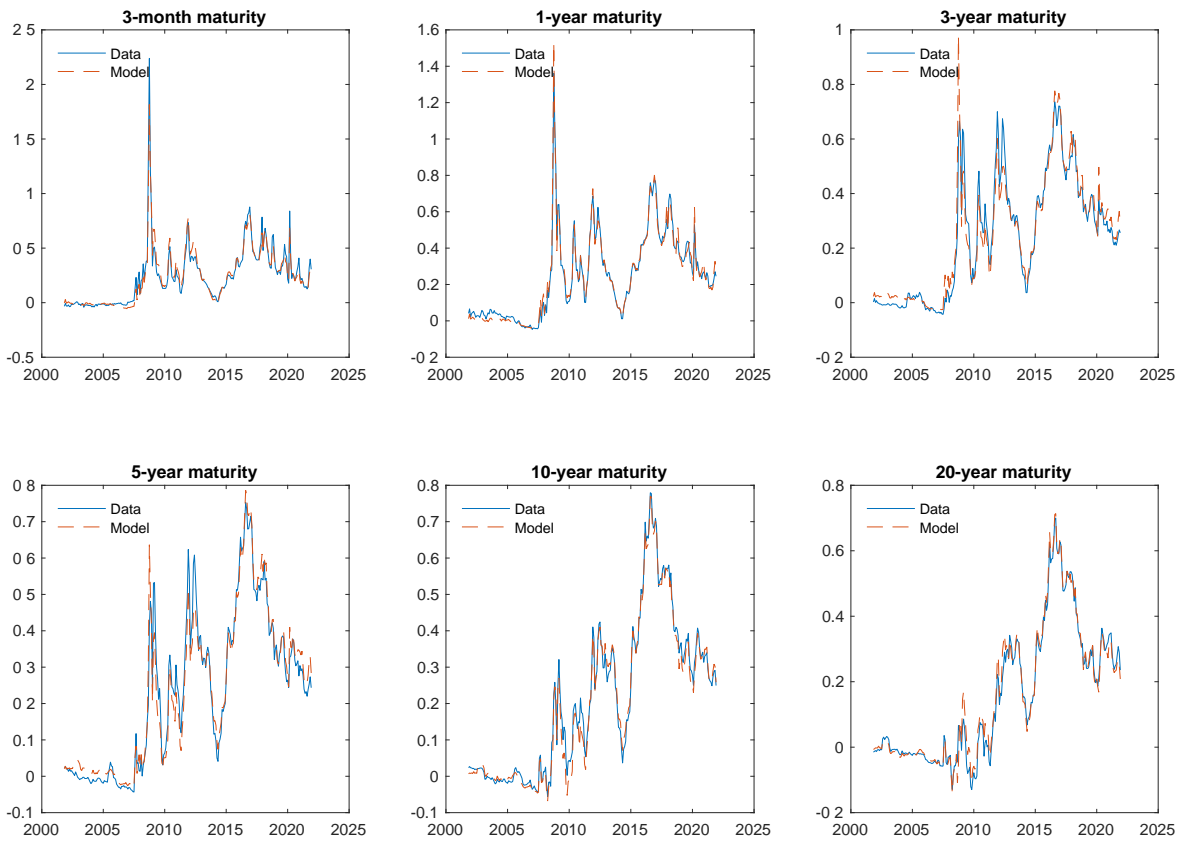 3-month maturity
2 5
2
1 5
1
0 5
0
-0.5
2000 2005 2010 2015 2020 2025
Data
Model
1-year maturity
1.6
1.4
1.2
1
0.8
0.6
0.4
0.2
0
-0 2
2000 2005 2010 2015 2020 2025
Data
Model
3-year maturity
1
0.8
0.6
0.4
0.2
0
-0 2
2000 2005 2010 2015 2020 2025
Data
Model
5-year maturity
0 8
0.7
0.6
0.5
0.4
0.3
0.2
0.1
0
-0.1
2000 2005 2010 2015 2020 2025
Data
Model
10-year maturity
0.8
0.7
0.6
0.5
0.4
0.3
0.2
0.1
0
-0.1
2000 2005 2010 2015 2020 2025
Data
Model
20-year maturity
0.8
0.6
0.4
0.2
0
-0 2
2000 2005 2010 2015 2020 2025
Data
Model